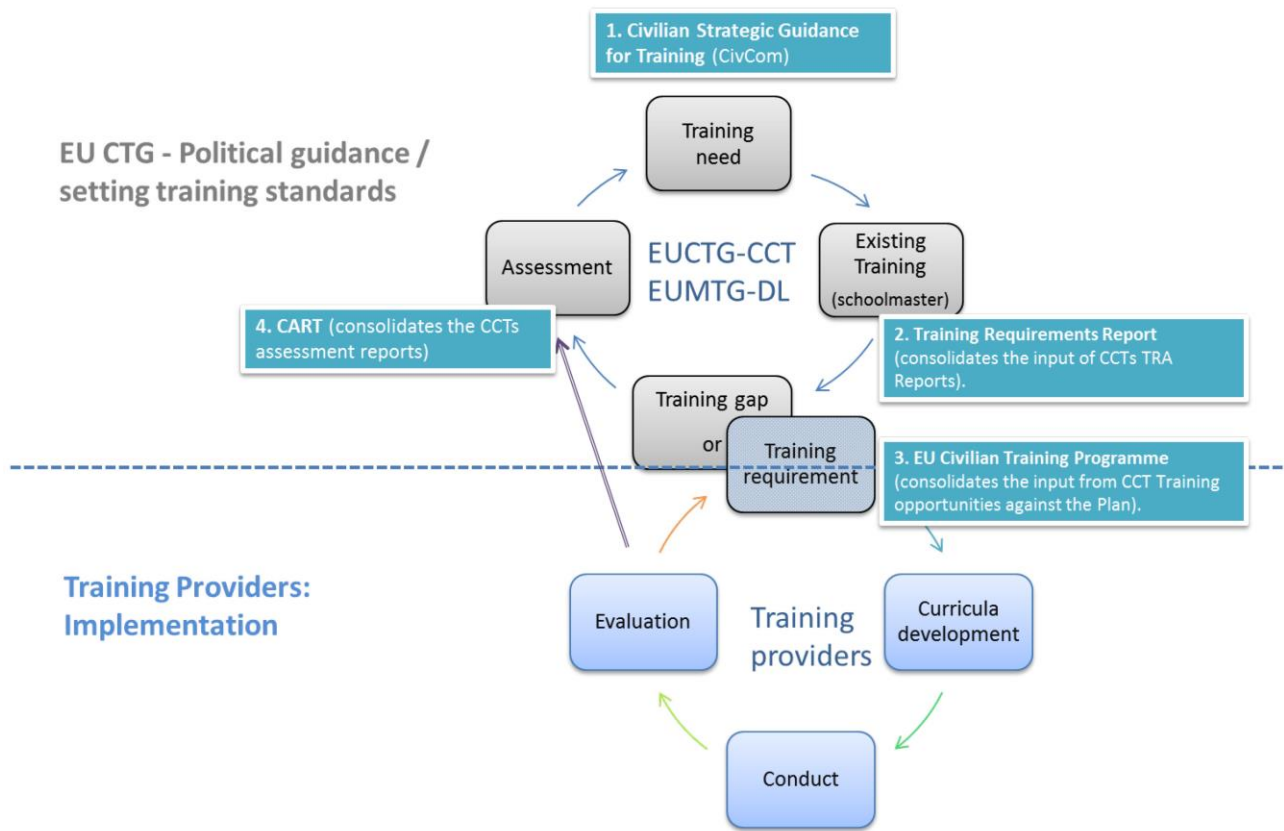 1. Civilian Strategic Guidance
for Training (CivCom)
Training
need
EU CTG - Political guidance /
setting training standards
Assessment
EUCTG-CCT
EUMTG-DL
Existing
Training
(schoolmaster)
4. CART (consolidates the CCTs
assessment reports)
2. Training Requirements Report
(consolidates the input of CCTs TRA
Reports).
Training gap
or
Training
requirement
3. EU Civilian Training Programme
(consolidates the input from CCT Training
opportunities against the Plan).
Training Providers:
Implementation
Evaluation
Training
providers
Curricula
development
Conduct